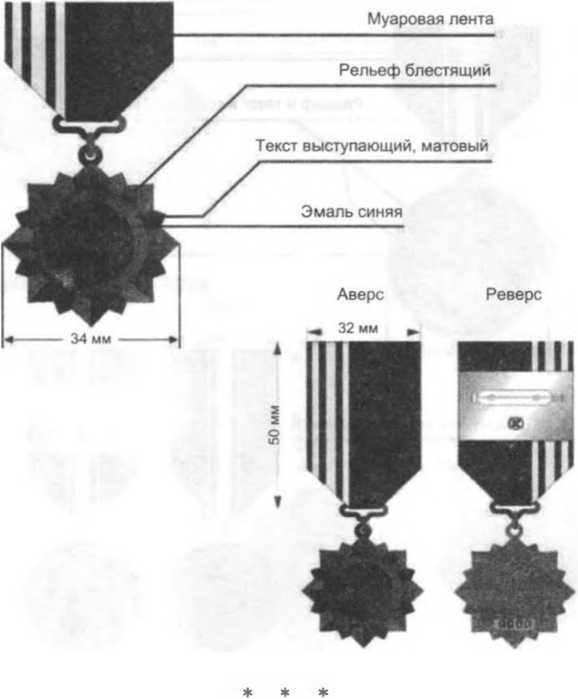 Муаровая лента
Рельеф блестящий
Текст выступающий, матовый
Эмаль синяя
34 мм
Аверс
Реверс
32 мм
50 мм
* * *